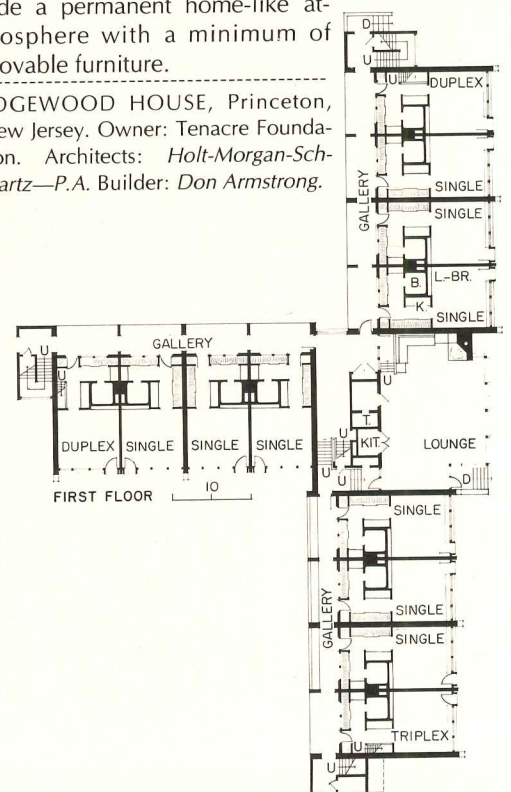 de a permanent home-like at-
osphere with a minimum of
ovable furniture.
DGEWOOD HOUSE, Princeton,
ew Jersey. Owner: Tenacre Founda-
on. Architects: Holt-Morgan-Sch-
artz—P.A. Builder: Don Armstrong.
D
U
U
DUPLEX
GALLERY
SINGLE
SINGLE
B.
L.-BR.
K.
SINGLE
GALLERY
U
U
DUPLEX
SINGLE
SINGLE
SINGLE
FIRST FLOOR
10
U
T.
KIT.
U
LOUNGE
U
U
D
SINGLE
GALLERY
SINGLE
SINGLE
TRIPLEX
U
U